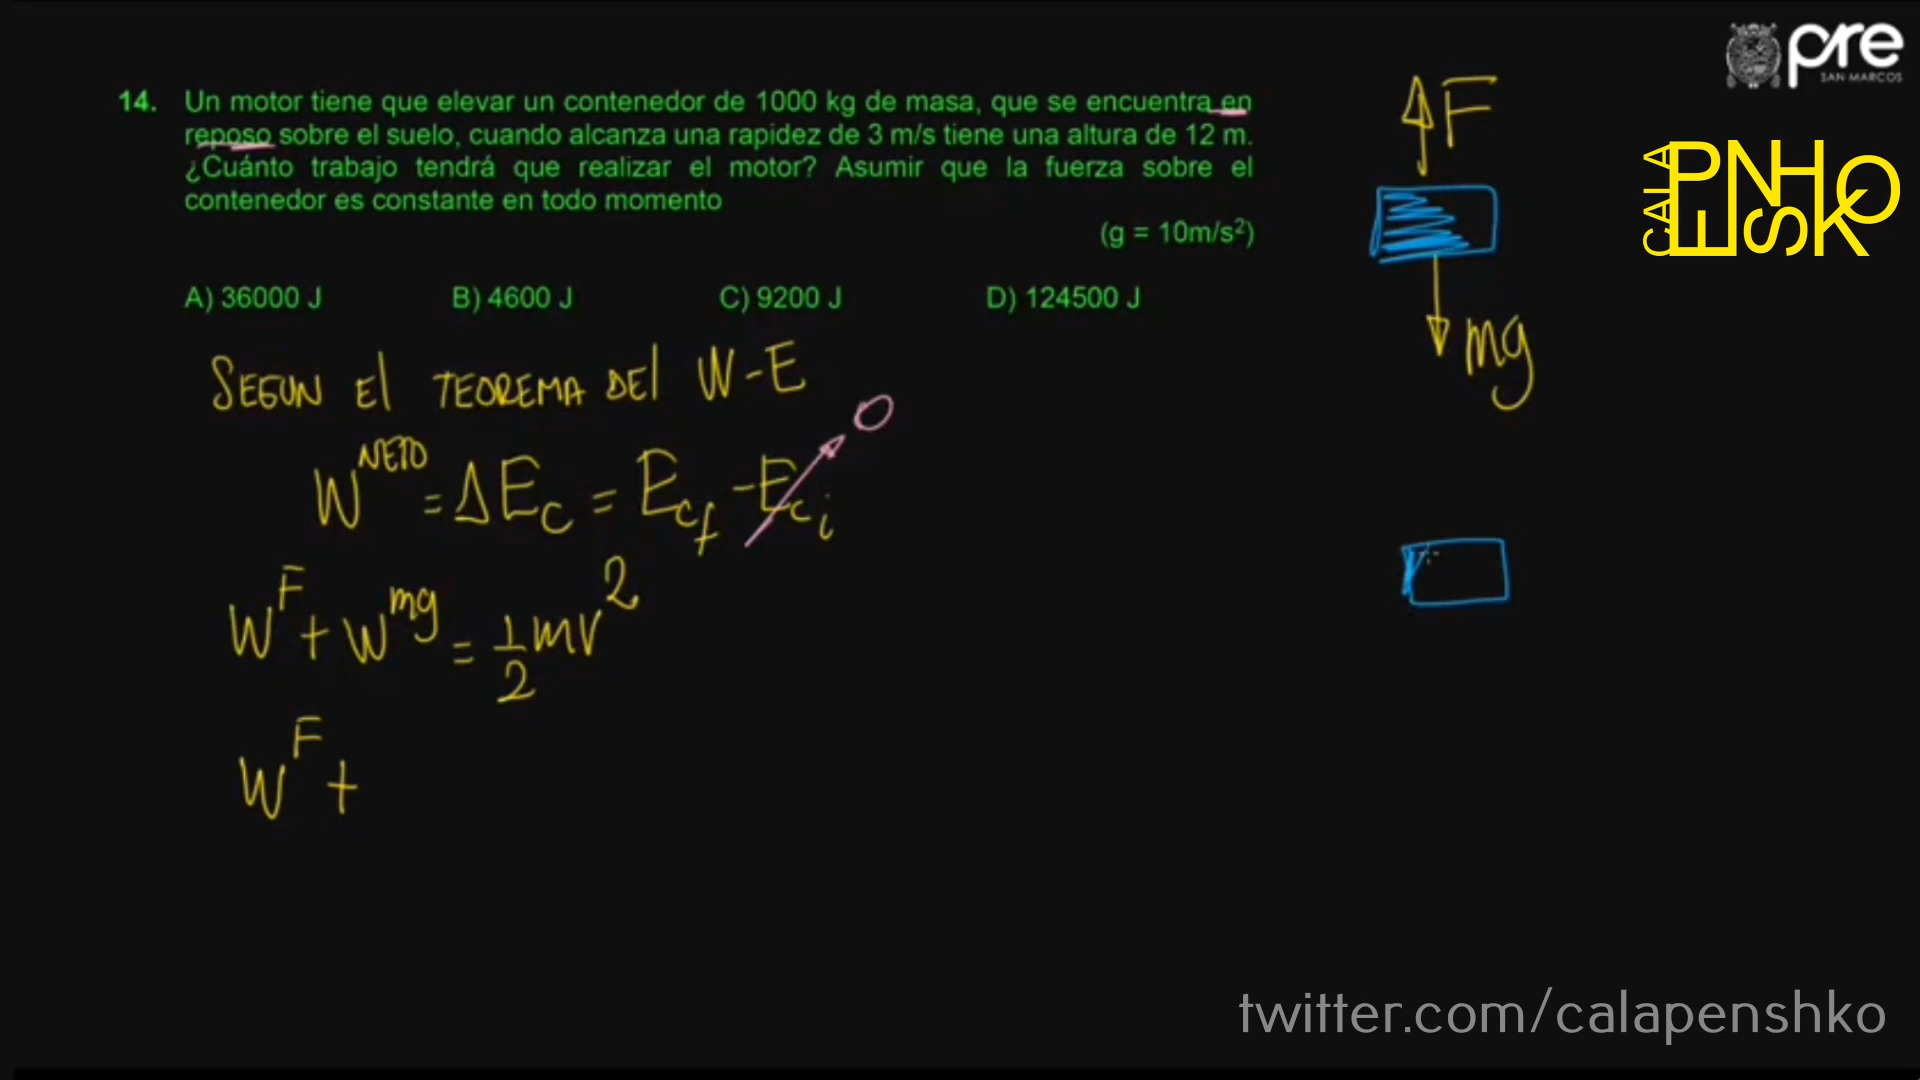 pre
SAN MARCOS
14. Un motor tiene que elevar un contenedor de 1000 kg de masa, que se encuentra en
reposo sobre el suelo, cuando alcanza una rapidez de 3 m/s tiene una altura de 12 m.
¿Cuánto trabajo tendrá que realizar el motor? Asumir que la fuerza sobre el
contenedor es constante en todo momento
(g = 10m/s²)
A) 36000 J B) 4600 J C) 9200 J D) 124500 J
F
mg
CALA
PNHO
ESK
SEGUN El TEOREMA DEl W-E
W^NETO = ΔEc = Ecf - Eci 0
W^F + W^mg = 1/2 mv²
W^F +
twitter.com/calapenshko